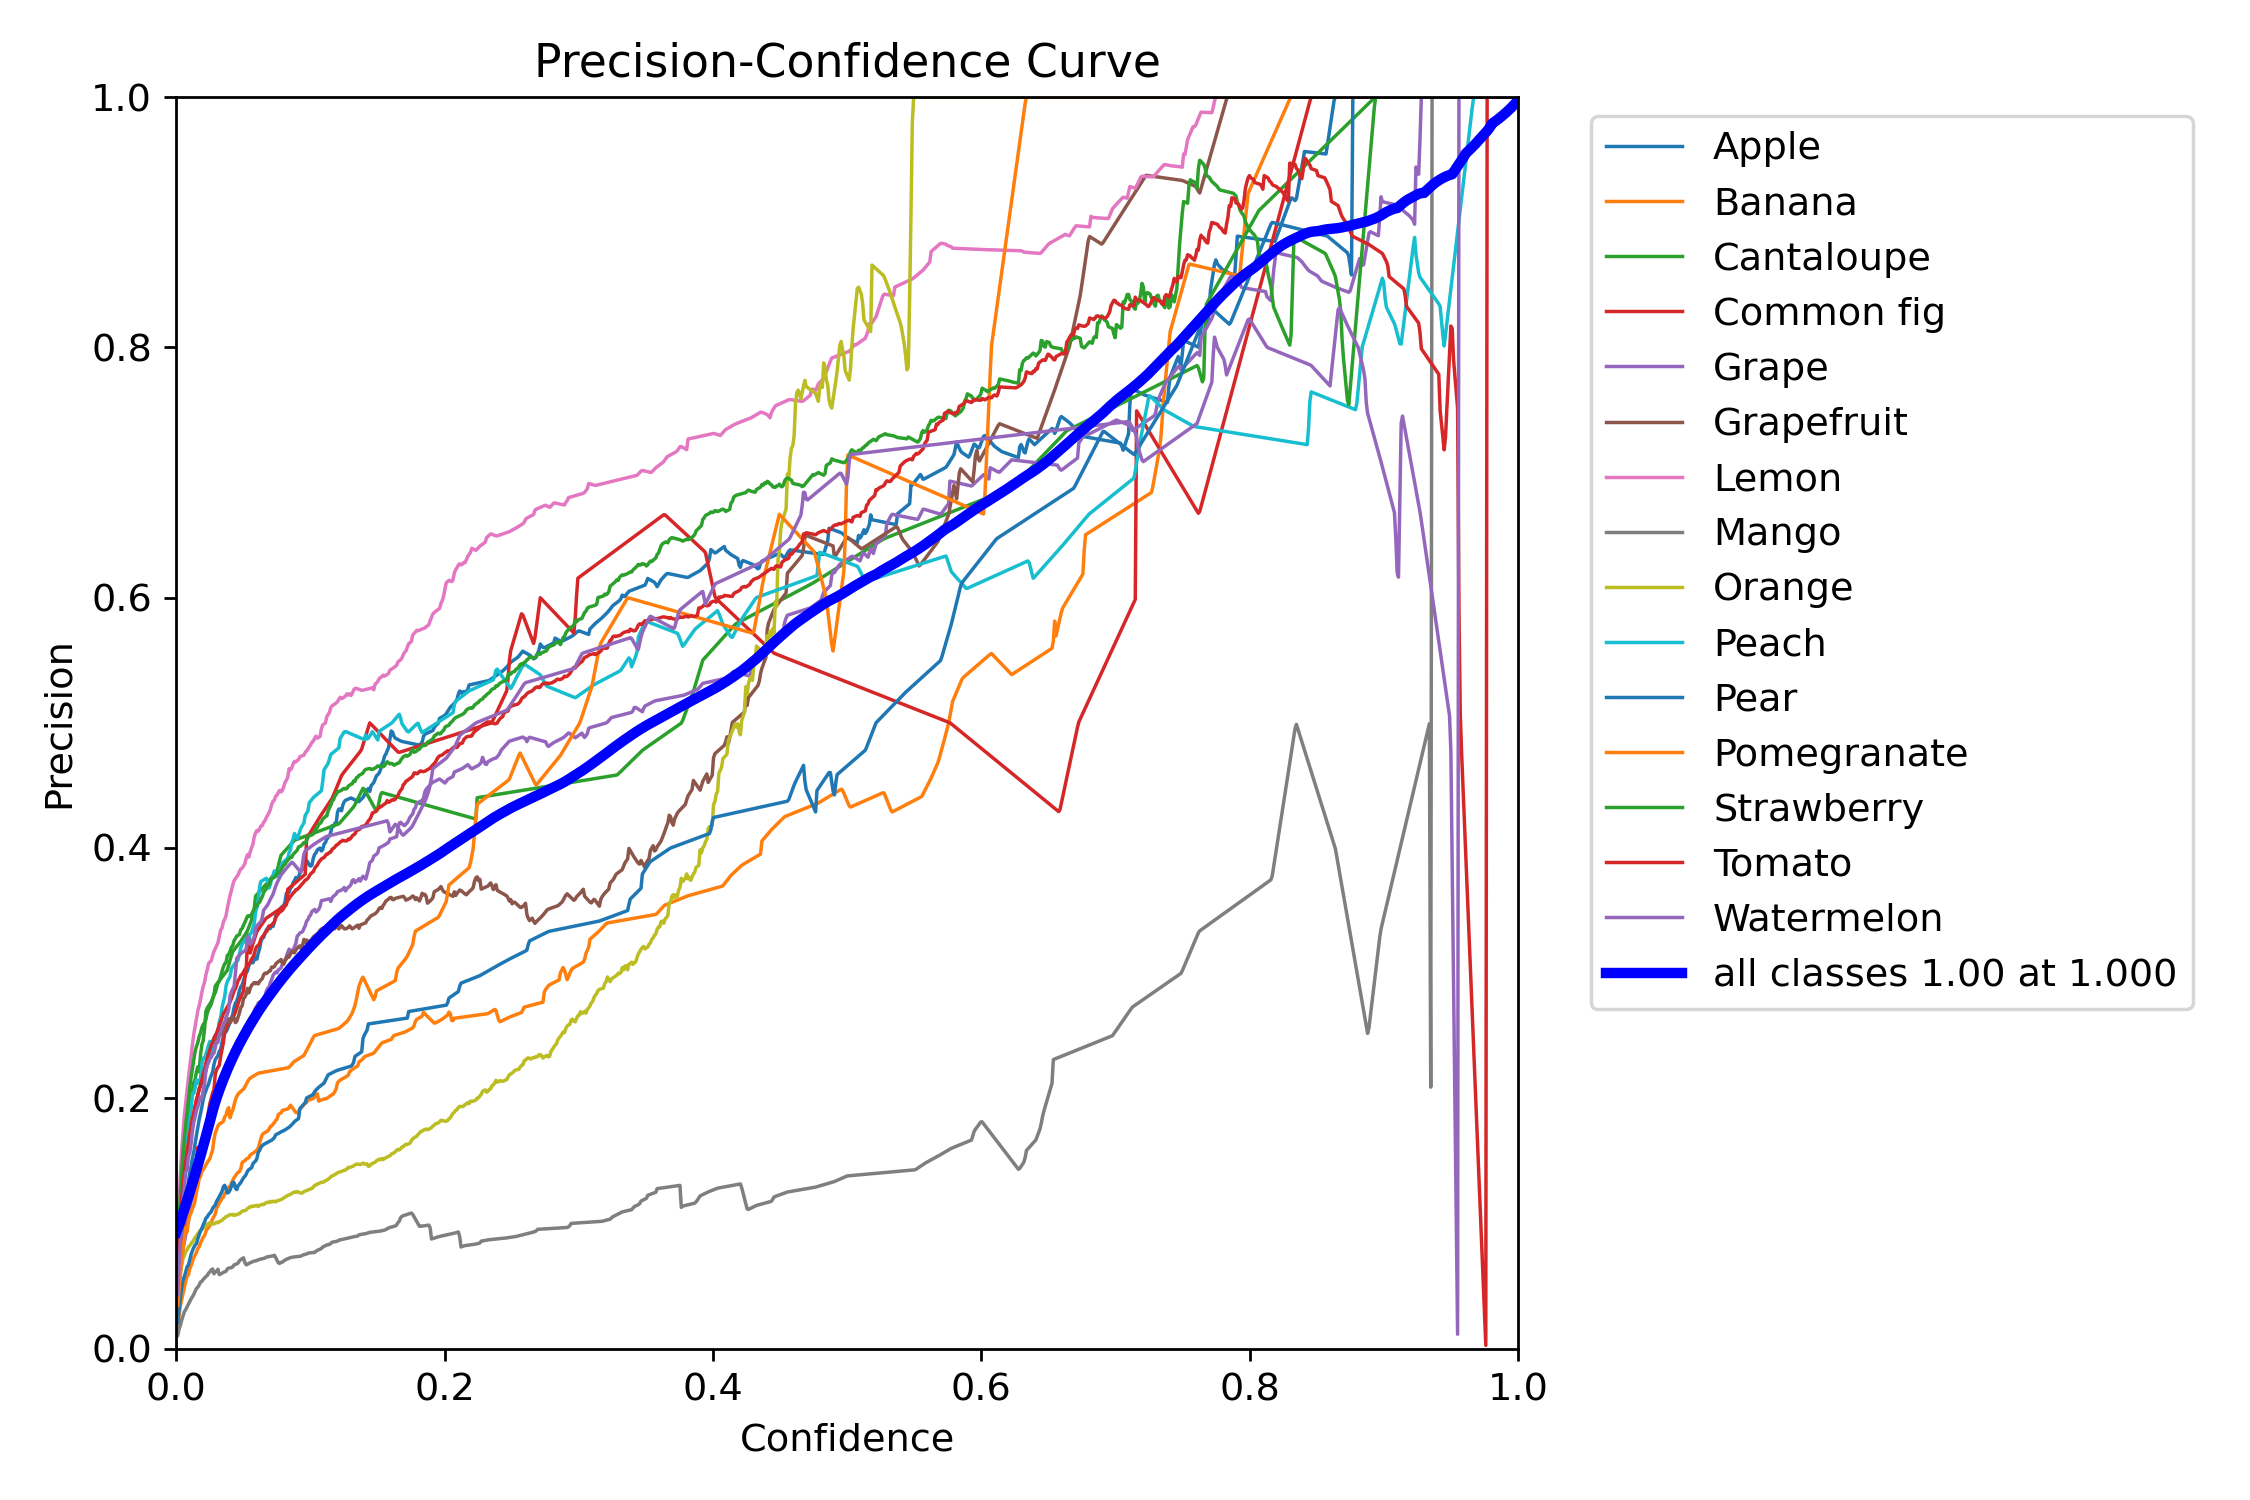 Precision-Confidence Curve
1.0
0.8
0.6
0.4
0.2
0.0
Precision
0.0 0.2 0.4 0.6 0.8 1.0
Confidence
Apple
Banana
Cantaloupe
Common fig
Grape
Grapefruit
Lemon
Mango
Orange
Peach
Pear
Pomegranate
Strawberry
Tomato
Watermelon
all classes 1.00 at 1.000